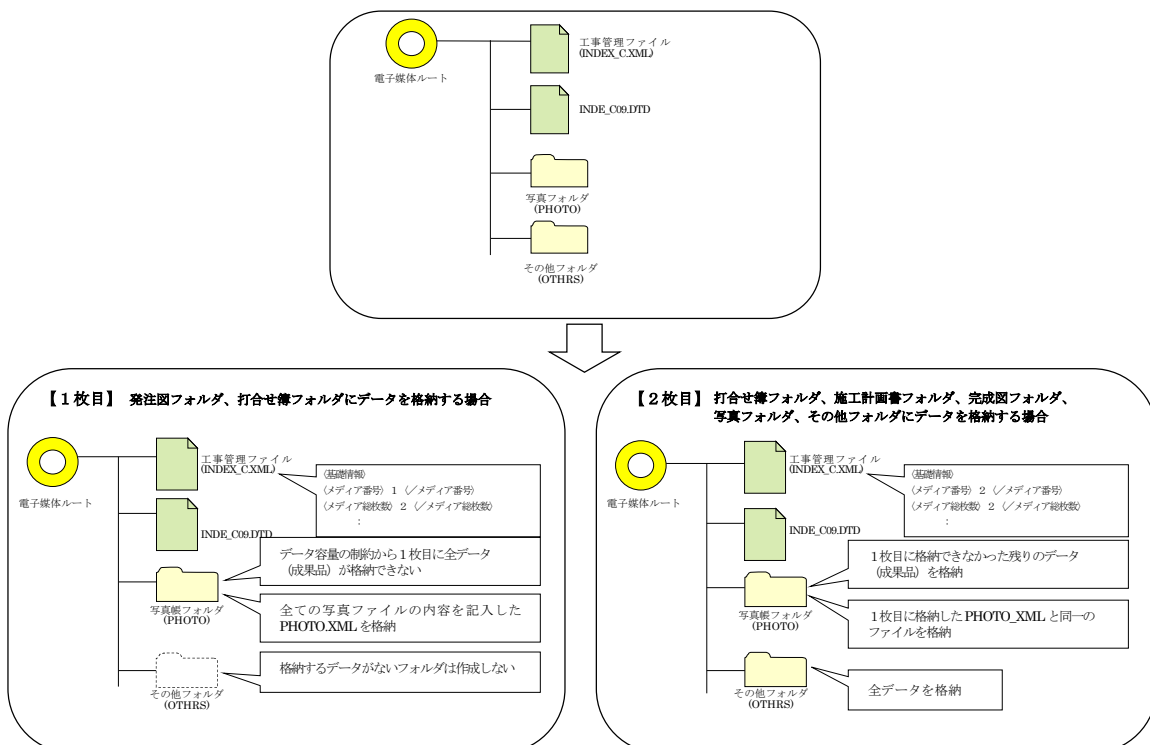 電子媒体ルート
工事管理ファイル
(INDEX_C.XML)
INDE_C09.DTD
写真フォルダ
(PHOTO)
その他フォルダ
(OTHRS)
【1枚目】 発注図フォルダ、打合せ簿フォルダにデータを格納する場合
電子媒体ルート
工事管理ファイル
(INDEX_C.XML)
〈基礎情報〉
〈メディア番号〉1〈／メディア番号〉
〈メディア総枚数〉2〈／メディア総枚数〉
：
INDE_C09.DTD
データ容量の制約から1枚目に全データ
（成果品）が格納できない
写真帳フォルダ
(PHOTO)
全ての写真ファイルの内容を記入した
PHOTO.XMLを格納
格納するデータがないフォルダは作成しない
その他フォルダ
(OTHRS)
【2枚目】 打合せ簿フォルダ、施工計画書フォルダ、完成図フォルダ、
写真フォルダ、その他フォルダにデータを格納する場合
電子媒体ルート
工事管理ファイル
(INDEX_C.XML)
〈基礎情報〉
〈メディア番号〉2〈／メディア番号〉
〈メディア総枚数〉2〈／メディア総枚数〉
：
INDE_C09.DTD
1枚目に格納できなかった残りのデータ
（成果品）を格納
写真帳フォルダ
(PHOTO)
1枚目に格納したPHOTO_XMLと同一の
ファイルを格納
その他フォルダ
(OTHRS)
全データを格納